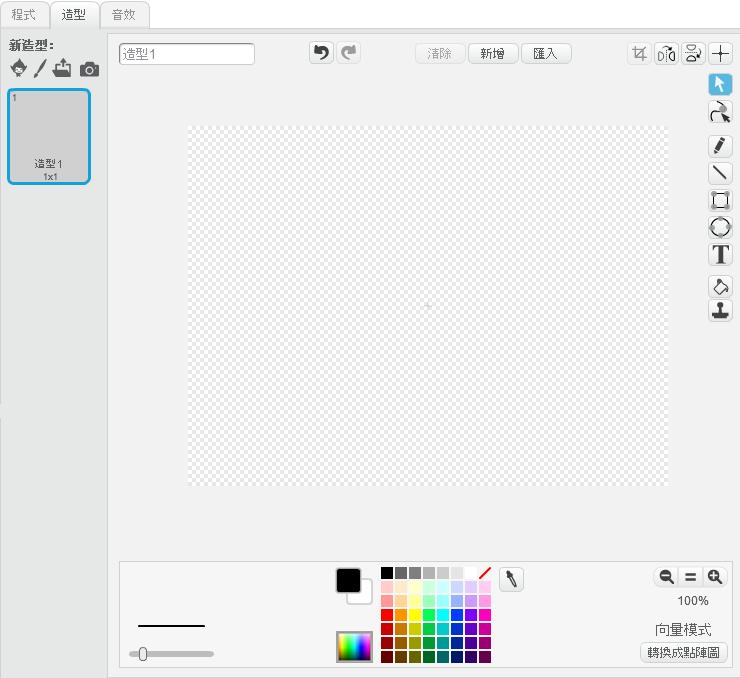 程式 造型 音效
新造型:
造型1 清除 新增 匯入
1
造型1
1x1
T
100%
向量模式
轉換成點陣圖